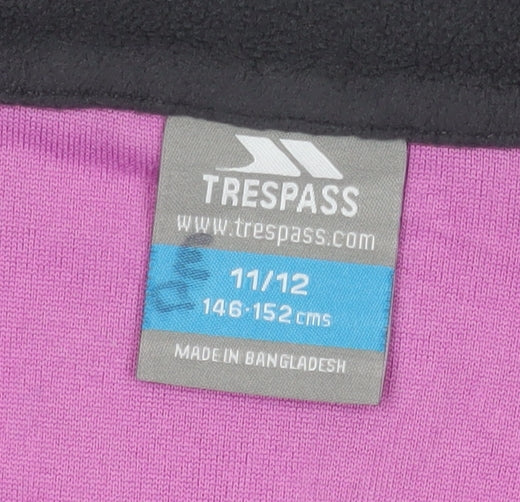 TRESPASS
www.trespass.com
11/12
146-152 cms
MADE IN BANGLADESH